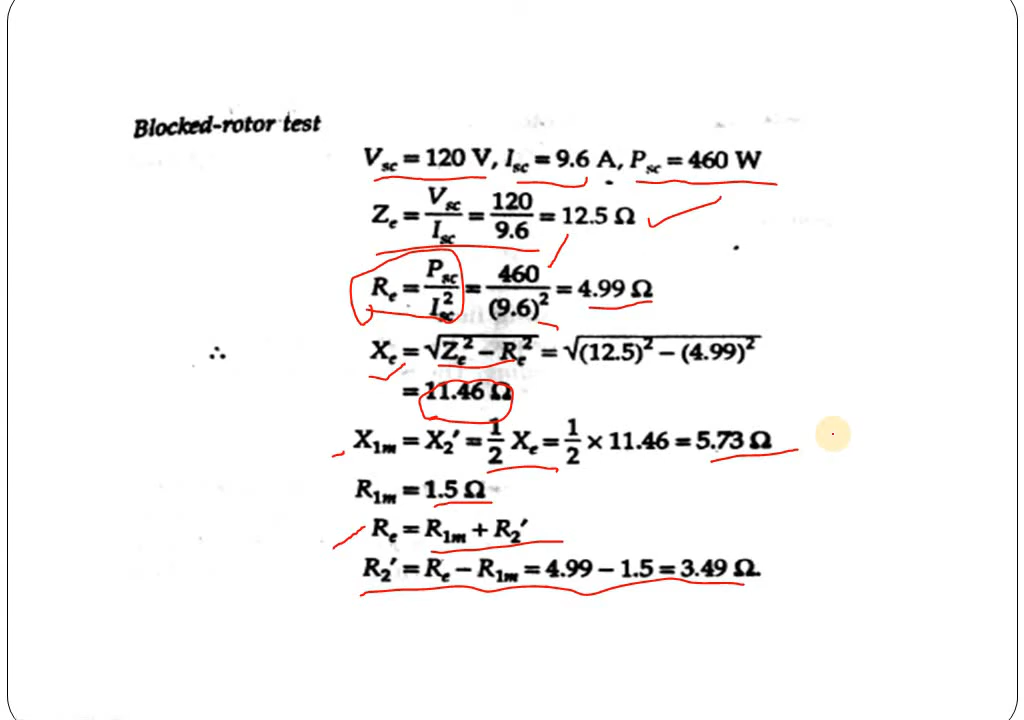 Blocked-rotor test
V_sc = 120 V, I_sc = 9.6 A, P_sc = 460 W
Z_e = V_sc / I_sc = 120 / 9.6 = 12.5 Ω
R_e = P_sc / I_sc² = 460 / (9.6)² = 4.99 Ω
∴ X_e = √(Z_e² − R_e²) = √((12.5)² − (4.99)²)
= 11.46 Ω
X_1m = X_2′ = 1/2 X_e = 1/2 × 11.46 = 5.73 Ω
R_1m = 1.5 Ω
R_e = R_1m + R_2′
R_2′ = R_e − R_1m = 4.99 − 1.5 = 3.49 Ω.